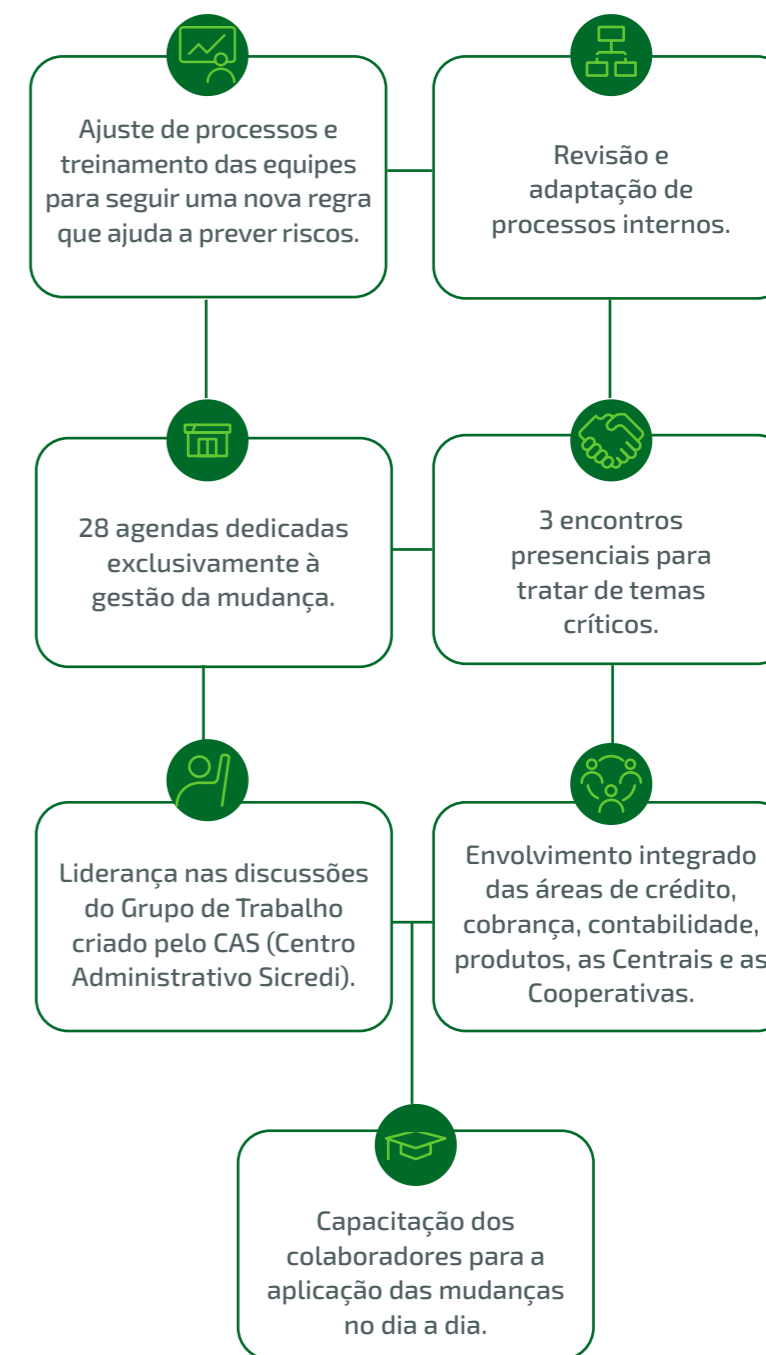 Ajuste de processos e
treinamento das equipes
para seguir uma nova regra
que ajuda a prever riscos.
Revisão e
adaptação de
processos internos.
28 agendas dedicadas
exclusivamente à
gestão da mudança.
3 encontros
presenciais para
tratar de temas
críticos.
Liderança nas discussões
do Grupo de Trabalho
criado pelo CAS (Centro
Administrativo Sicredi).
Envolvimento integrado
das áreas de crédito,
cobrança, contabilidade,
produtos, as Centrais e as
Cooperativas.
Capacitação dos
colaboradores para a
aplicação das mudanças
no dia a dia.